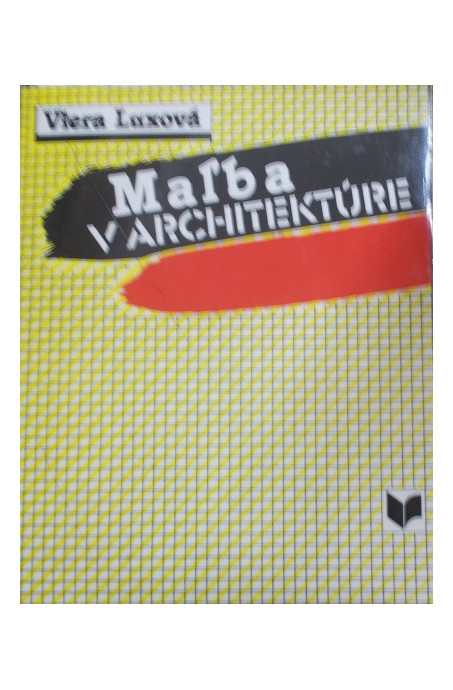 Viera Luxová
Maľba
V ARCHITEKTÚRE